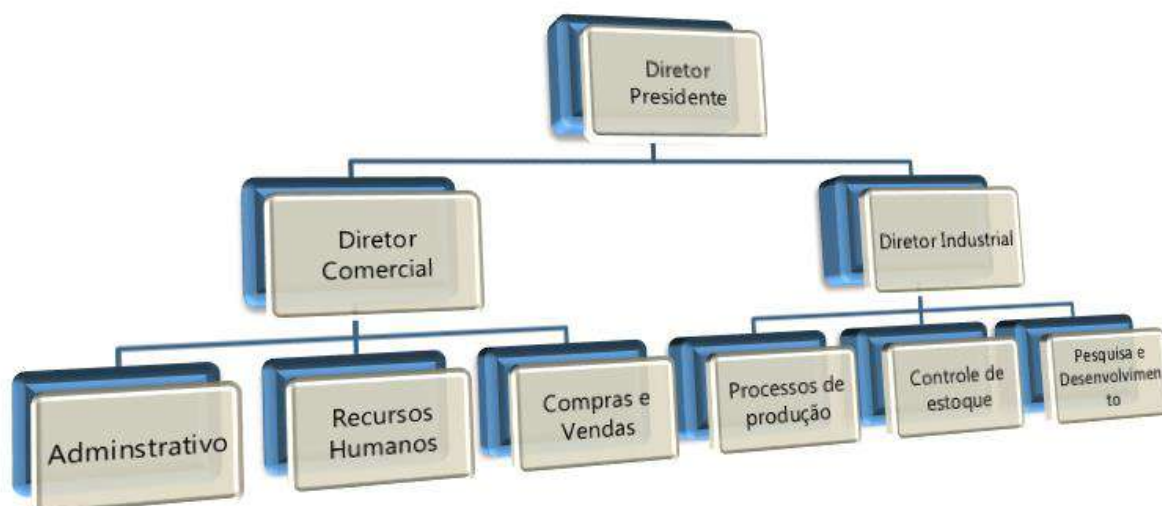 Diretor
Presidente
Diretor
Comercial
Diretor Industrial
Adminstrativo
Recursos
Humanos
Compras e
Vendas
Processos de
produção
Controle de
estoque
Pesquisa e
Desenvolvimen
to